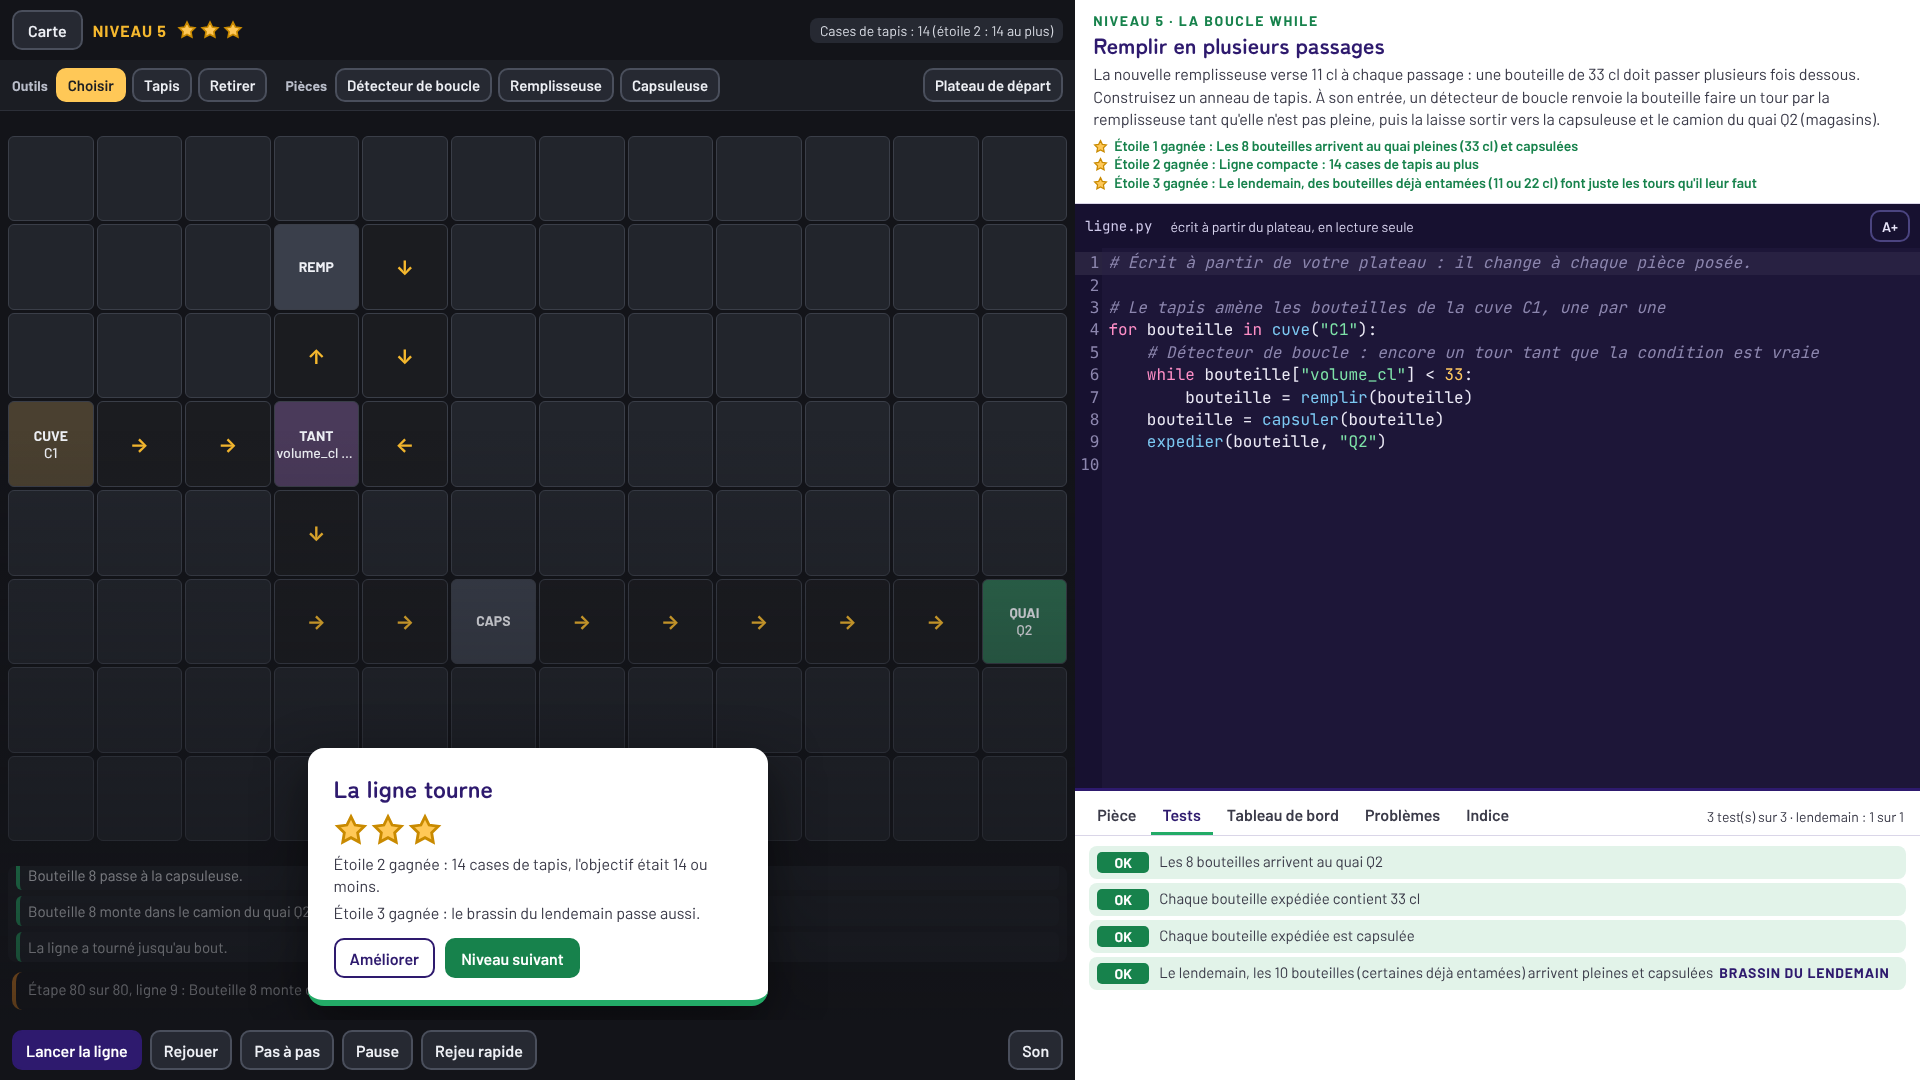 Carte
NIVEAU 5
Cases de tapis : 14 (étoile 2 : 14 au plus)
Outils
Choisir
Tapis
Retirer
Pièces
Détecteur de boucle
Remplisseuse
Capsuleuse
Plateau de départ
REMP
↓
↑
↓
CUVE
C1
→
→
TANT
volume_cl ...
←
↓
→
→
CAPS
→
→
→
→
→
QUAI
Q2
Bouteille 8 passe à la capsuleuse.
Bouteille 8 monte dans le camion du quai Q2
La ligne a tourné jusqu'au bout.
Étape 80 sur 80, ligne 9 : Bouteille 8 monte
La ligne tourne
Étoile 2 gagnée : 14 cases de tapis, l'objectif était 14 ou
moins.
Étoile 3 gagnée : le brassin du lendemain passe aussi.
Améliorer
Niveau suivant
Lancer la ligne
Rejouer
Pas à pas
Pause
Rejeu rapide
Son
NIVEAU 5 · LA BOUCLE WHILE
Remplir en plusieurs passages
La nouvelle remplisseuse verse 11 cl à chaque passage : une bouteille de 33 cl doit passer plusieurs fois dessous.
Construisez un anneau de tapis. À son entrée, un détecteur de boucle renvoie la bouteille faire un tour par la
remplisseuse tant qu'elle n'est pas pleine, puis la laisse sortir vers la capsuleuse et le camion du quai Q2 (magasins).
Étoile 1 gagnée : Les 8 bouteilles arrivent au quai pleines (33 cl) et capsulées
Étoile 2 gagnée : Ligne compacte : 14 cases de tapis au plus
Étoile 3 gagnée : Le lendemain, des bouteilles déjà entamées (11 ou 22 cl) font juste les tours qu'il leur faut
ligne.py
écrit à partir du plateau, en lecture seule
A+
1 # Écrit à partir de votre plateau : il change à chaque pièce posée.
2
3 # Le tapis amène les bouteilles de la cuve C1, une par une
4 for bouteille in cuve("C1"):
5     # Détecteur de boucle : encore un tour tant que la condition est vraie
6     while bouteille["volume_cl"] < 33:
7         bouteille = remplir(bouteille)
8     bouteille = capsuler(bouteille)
9     expedier(bouteille, "Q2")
10
Pièce
Tests
Tableau de bord
Problèmes
Indice
3 test(s) sur 3 · lendemain : 1 sur 1
OK Les 8 bouteilles arrivent au quai Q2
OK Chaque bouteille expédiée contient 33 cl
OK Chaque bouteille expédiée est capsulée
OK Le lendemain, les 10 bouteilles (certaines déjà entamées) arrivent pleines et capsulées BRASSIN DU LENDEMAIN